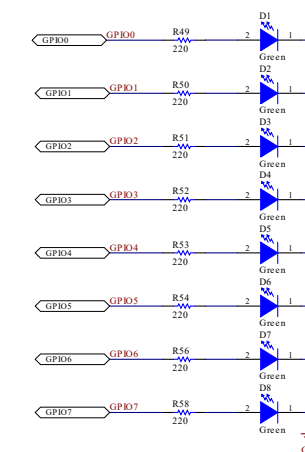 D1
GPIO0 GPIO0 R49 220 2 1 Green
D2
GPIO1 GPIO1 R50 220 2 1 Green
D3
GPIO2 GPIO2 R51 220 2 1 Green
D4
GPIO3 GPIO3 R52 220 2 1 Green
D5
GPIO4 GPIO4 R53 220 2 1 Green
D6
GPIO5 GPIO5 R54 220 2 1 Green
D7
GPIO6 GPIO6 R56 220 2 1 Green
D8
GPIO7 GPIO7 R58 220 2 1 Green